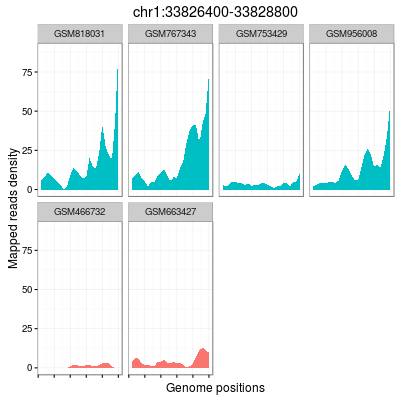 chr1:33826400-33828800
GSM818031 GSM767343 GSM753429 GSM956008
75
50
25
0
GSM466732 GSM663427
75
50
25
0
Mapped reads density
Genome positions